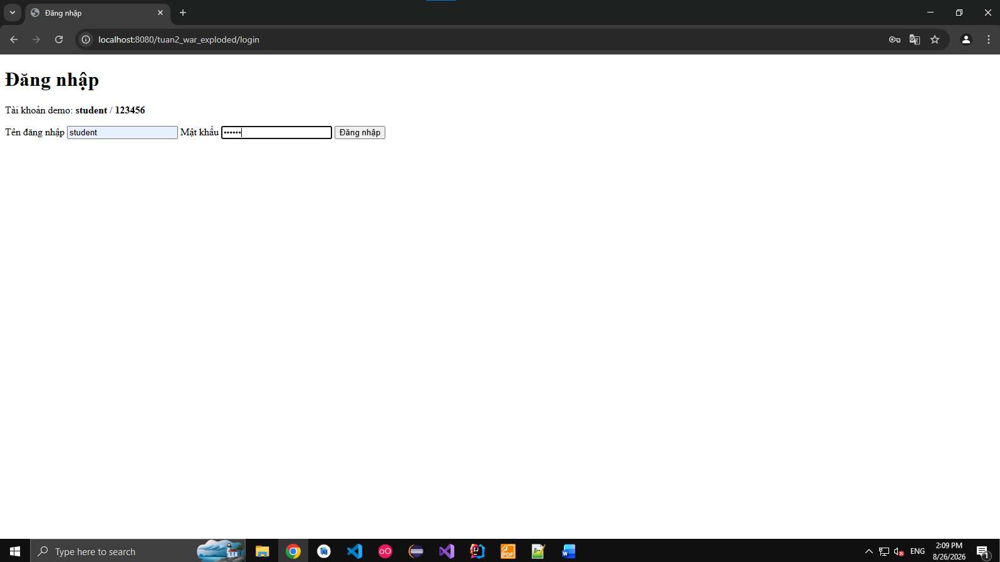 Đăng nhập
localhost:8080/tuan2_war_exploded/login
Đăng nhập
Tài khoản demo: student / 123456
Tên đăng nhập student Mật khẩu •••••• Đăng nhập
Type here to search
ENG
2:09 PM
8/26/2026
1